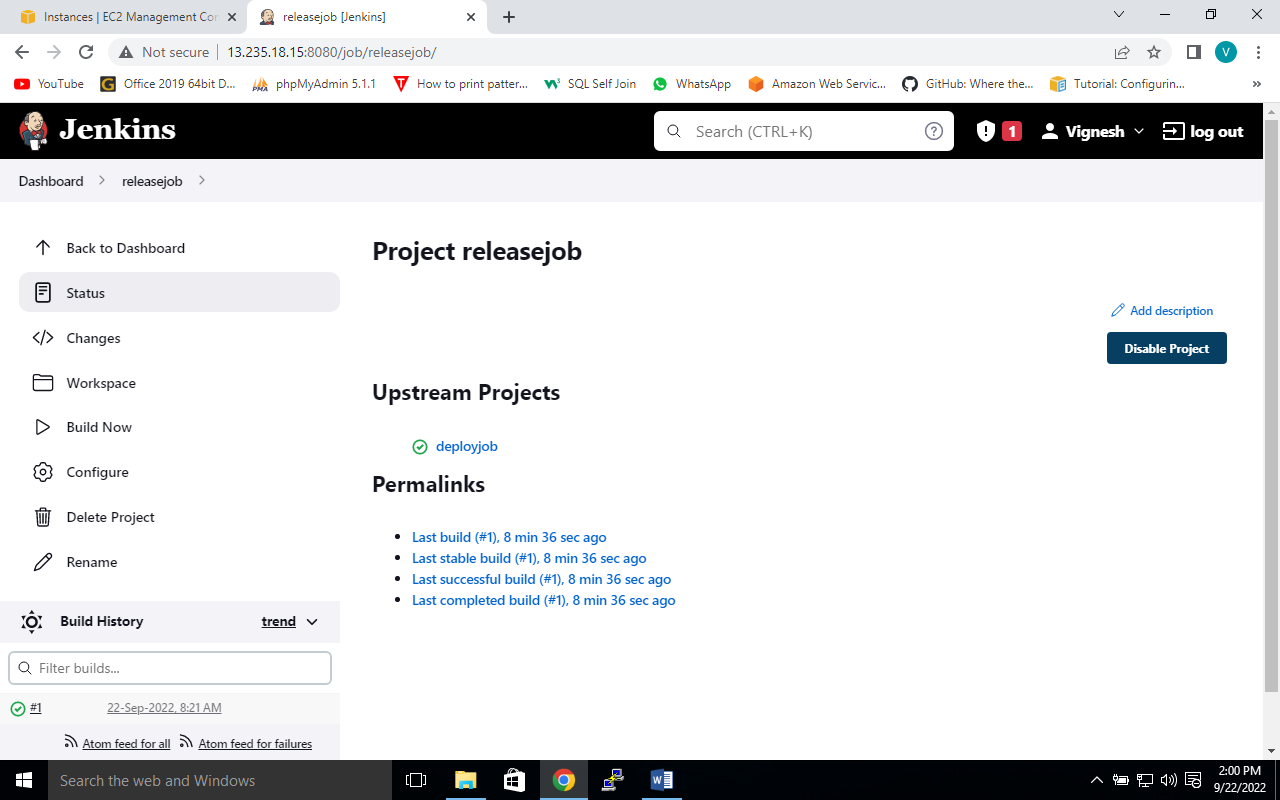 Instances | EC2 Management Con
releasejob [Jenkins]
Not secure
13.235.18.15:8080/job/releasejob/
V
YouTube
Office 2019 64bit D...
phpMyAdmin 5.1.1
How to print patter...
SQL Self Join
WhatsApp
Amazon Web Servic...
GitHub: Where the...
Tutorial: Configurin...
»
Jenkins
Search (CTRL+K)
1
Vignesh
log out
Dashboard
releasejob
Back to Dashboard
Status
Changes
Workspace
Build Now
Configure
Delete Project
Rename
Project releasejob
Add description
Disable Project
Upstream Projects
deployjob
Permalinks
Last build (#1), 8 min 36 sec ago
Last stable build (#1), 8 min 36 sec ago
Last successful build (#1), 8 min 36 sec ago
Last completed build (#1), 8 min 36 sec ago
Build History
trend
Filter builds...
#1
22-Sep-2022, 8:21 AM
Atom feed for all
Atom feed for failures
Search the web and Windows
2:00 PM
9/22/2022